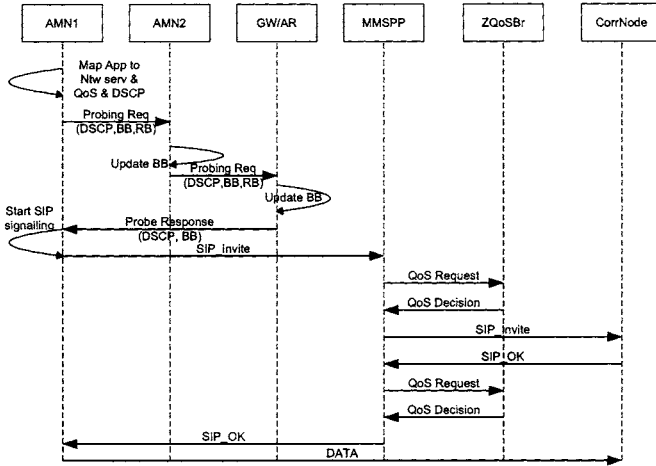 AMN1
AMN2
GW/AR
MMSPP
ZQoSBr
CorrNode
Map App to
Ntw serv &
QoS & DSCP
Probing Req
(DSCP,BB,RB)
Update BB
Probing Req
(DSCP,BB,RB)
Update BB
Start SIP
signailing
Probe Response
(DSCP, BB)
SIP_invite
QoS Request
QoS Decision
SIP_invite
SIP_OK
QoS Request
QoS Decision
SIP_OK
DATA